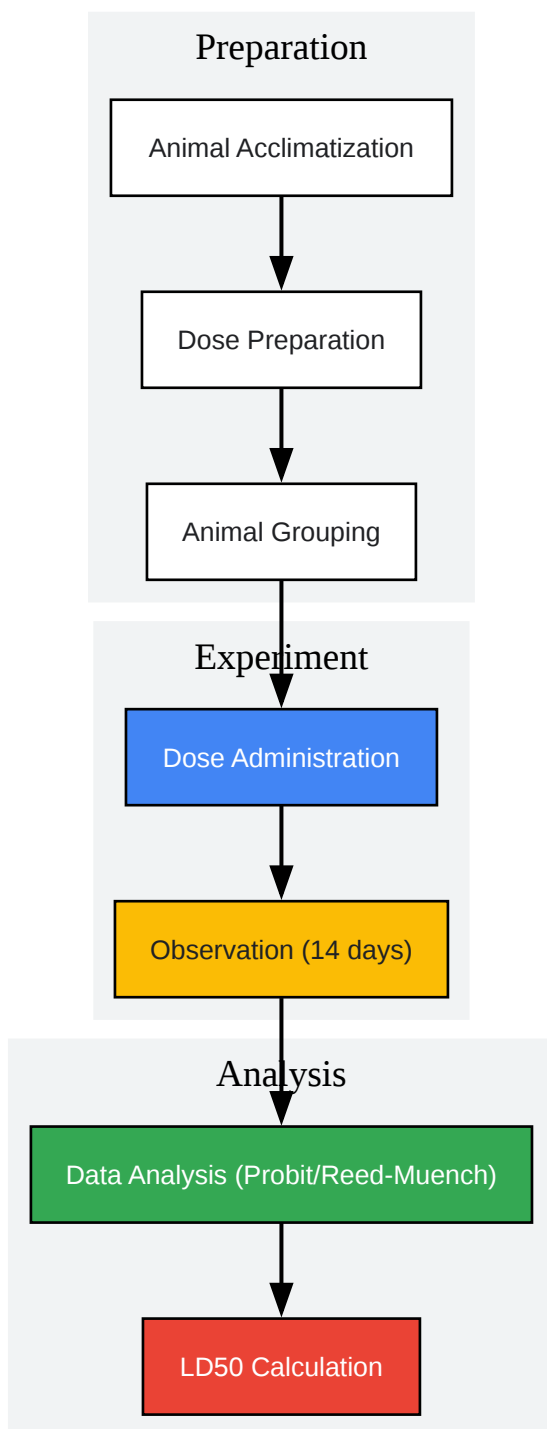 Preparation
Animal Acclimatization
Dose Preparation
Animal Grouping
Experiment
Dose Administration
Observation (14 days)
Analysis
Data Analysis (Probit/Reed-Muench)
LD50 Calculation